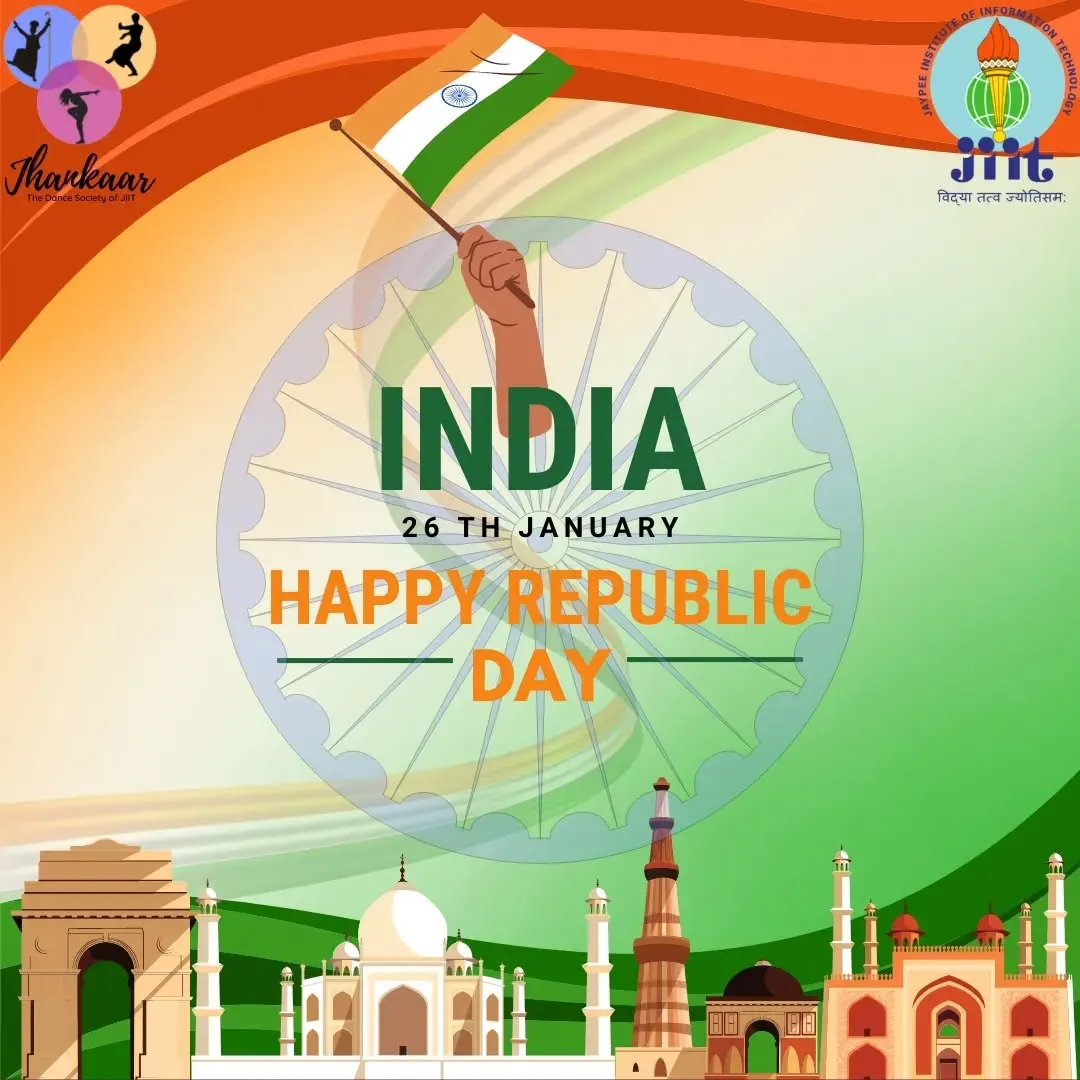 Jhankaar
The Dance Society of JIIT
JAYPEE INSTITUTE OF INFORMATION TECHNOLOGY
jiit
विद्या तत्व ज्योतिसम:
INDIA
26 TH JANUARY
HAPPY REPUBLIC
DAY